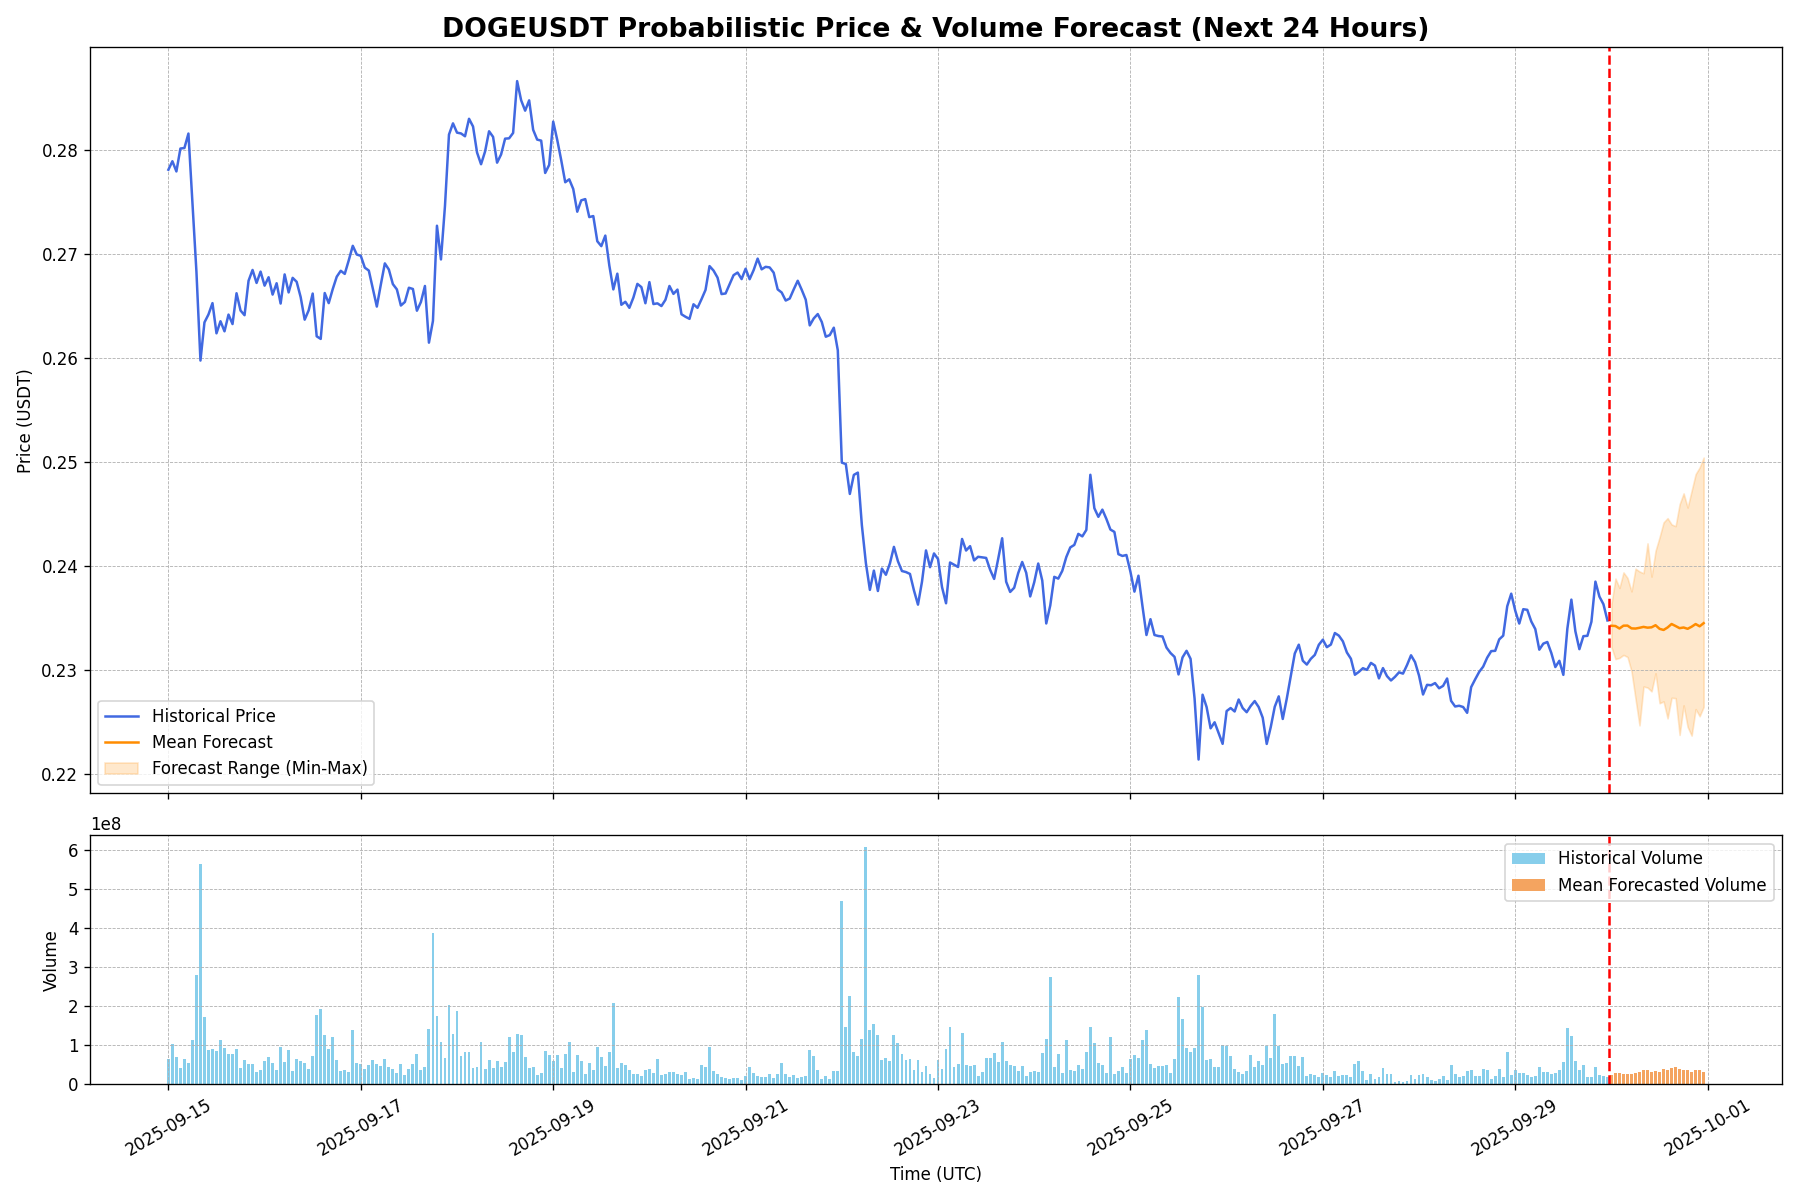 DOGEUSDT Probabilistic Price & Volume Forecast (Next 24 Hours)
Price (USDT)
0.28
0.27
0.26
0.25
0.24
0.23
0.22
Historical Price
Mean Forecast
Forecast Range (Min-Max)
1e8
Volume
6
5
4
3
2
1
0
Historical Volume
Mean Forecasted Volume
2025-09-15
2025-09-17
2025-09-19
2025-09-21
2025-09-23
2025-09-25
2025-09-27
2025-09-29
2025-10-01
Time (UTC)